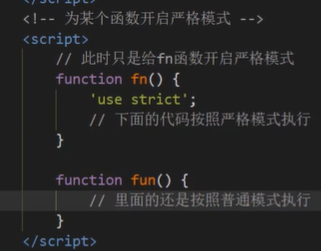 </script>
<!-- 为某个函数开启严格模式 -->
<script>
// 此时只是给fn函数开启严格模式
function fn() {
'use strict';
// 下面的代码按照严格模式执行
}
function fun() {
// 里面的还是按照普通模式执行
}
</script>